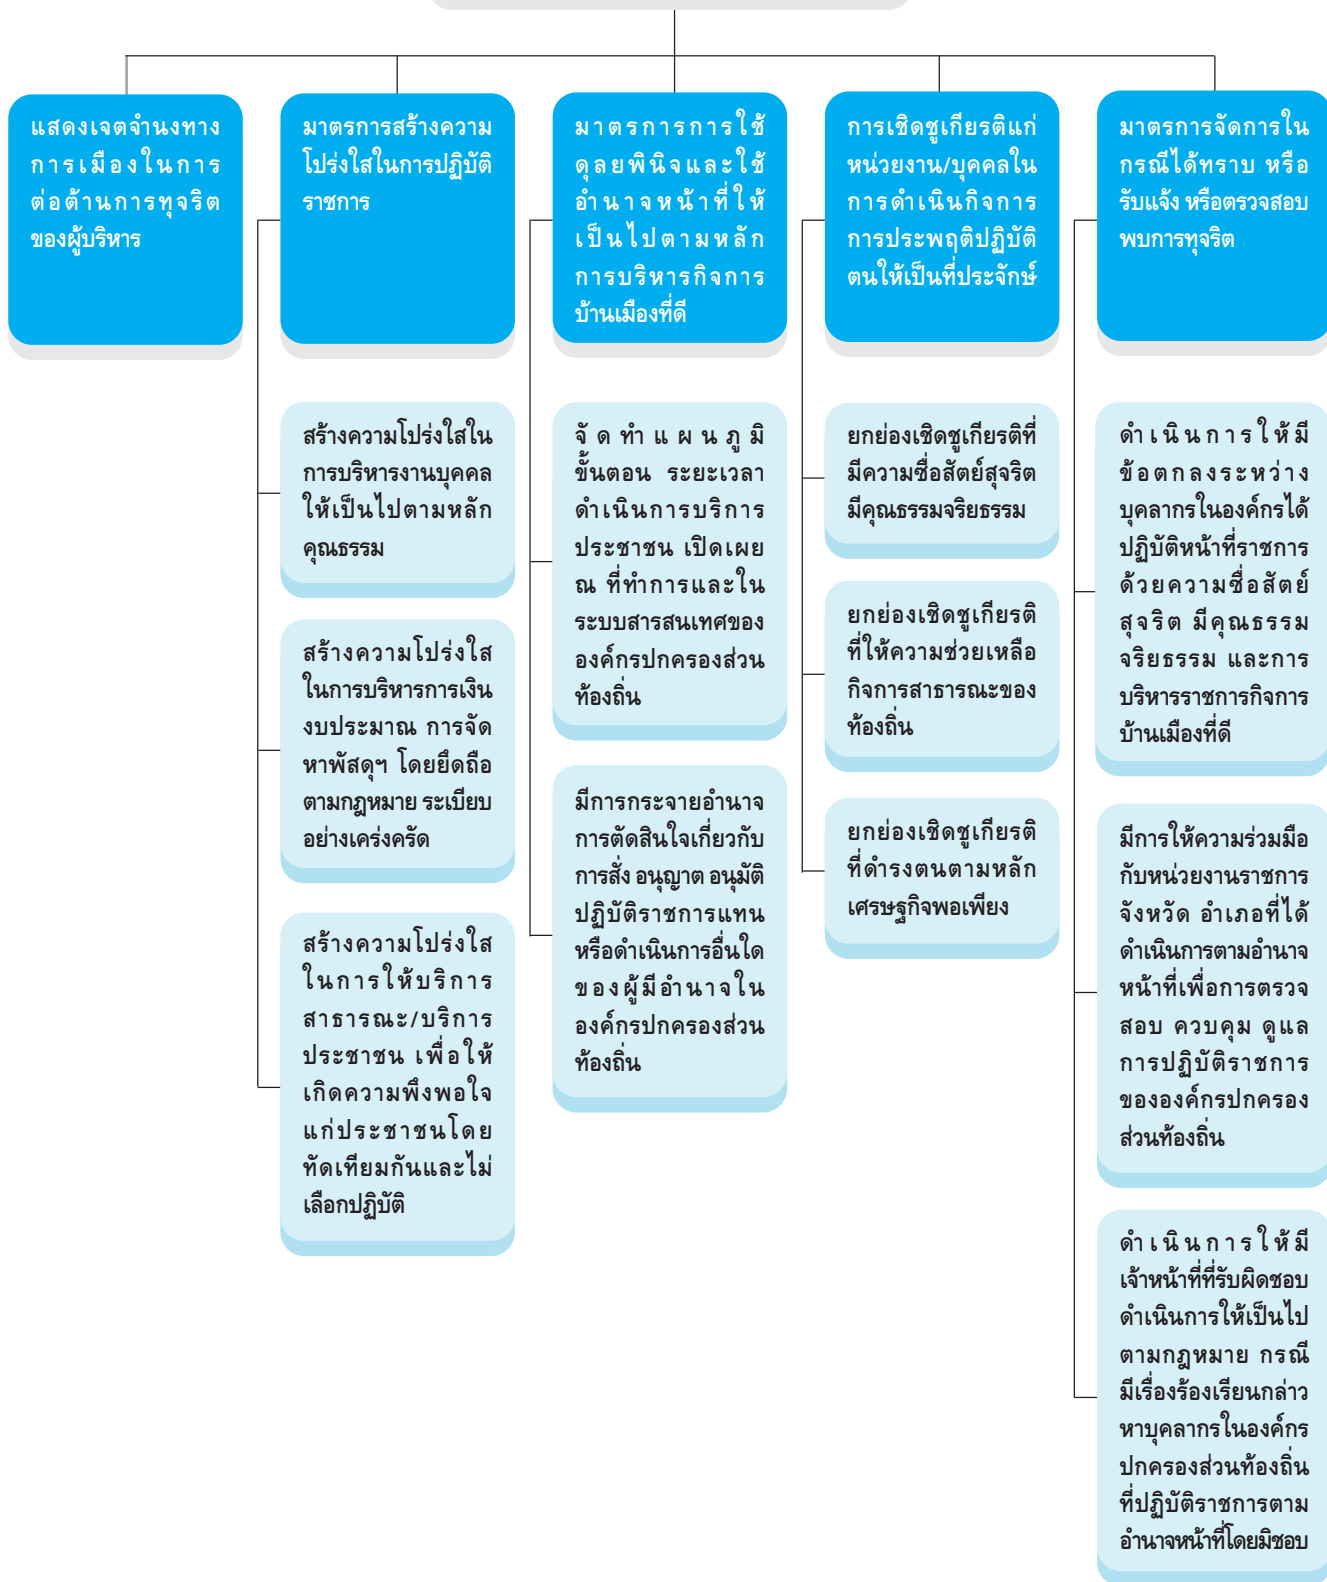 แสดงเจตจำนงทาง
การเมืองในการ
ต่อต้านการทุจริต
ของผู้บริหาร
มาตรการสร้างความ
โปร่งใสในการปฏิบัติ
ราชการ
สร้างความโปร่งใสใน
การบริหารงานบุคคล
ให้เป็นไปตามหลัก
คุณธรรม
สร้างความโปร่งใส
ในการบริหารการเงิน
งบประมาณ การจัด
หาพัสดุฯ โดยยึดถือ
ตามกฎหมาย ระเบียบ
อย่างเคร่งครัด
สร้างความโปร่งใส
ในการให้บริการ
สาธารณะ/บริการ
ประชาชน เพื่อให้
เกิดความพึงพอใจ
แก่ประชาชนโดย
ทัดเทียมกันและไม่
เลือกปฏิบัติ
มาตรการการใช้
ดุลยพินิจและใช้
อำนาจหน้าที่ให้
เป็นไปตามหลัก
การบริหารกิจการ
บ้านเมืองที่ดี
จัดทำแผนภูมิ
ขั้นตอน ระยะเวลา
ดำเนินการบริการ
ประชาชน เปิดเผย
ณ ที่ทำการและใน
ระบบสารสนเทศของ
องค์กรปกครองส่วน
ท้องถิ่น
มีการกระจายอำนาจ
การตัดสินใจเกี่ยวกับ
การสั่ง อนุญาต อนุมัติ
ปฏิบัติราชการแทน
หรือดำเนินการอื่นใด
ของผู้มีอำนาจใน
องค์กรปกครองส่วน
ท้องถิ่น
การเชิดชูเกียรติแก่
หน่วยงาน/บุคคลใน
การดำเนินกิจการ
การประพฤติปฏิบัติ
ตนให้เป็นที่ประจักษ์
ยกย่องเชิดชูเกียรติที่
มีความซื่อสัตย์สุจริต
มีคุณธรรมจริยธรรม
ยกย่องเชิดชูเกียรติ
ที่ให้ความช่วยเหลือ
กิจการสาธารณะของ
ท้องถิ่น
ยกย่องเชิดชูเกียรติ
ที่ดำรงตนตามหลัก
เศรษฐกิจพอเพียง
มาตรการจัดการใน
กรณีได้ทราบ หรือ
รับแจ้ง หรือตรวจสอบ
พบการทุจริต
ดำเนินการให้มี
ข้อตกลงระหว่าง
บุคลากรในองค์กรได้
ปฏิบัติหน้าที่ราชการ
ด้วยความซื่อสัตย์
สุจริต มีคุณธรรม
จริยธรรม และการ
บริหารราชการกิจการ
บ้านเมืองที่ดี
มีการให้ความร่วมมือ
กับหน่วยงานราชการ
จังหวัด อำเภอที่ได้
ดำเนินการตามอำนาจ
หน้าที่เพื่อการตรวจ
สอบ ควบคุม ดูแล
การปฏิบัติราชการ
ขององค์กรปกครอง
ส่วนท้องถิ่น
ดำเนินการให้มี
เจ้าหน้าที่ที่รับผิดชอบ
ดำเนินการให้เป็นไป
ตามกฎหมาย กรณี
มีเรื่องร้องเรียนกล่าว
หาบุคลากรในองค์กร
ปกครองส่วนท้องถิ่น
ที่ปฏิบัติราชการตาม
อำนาจหน้าที่โดยมิชอบ